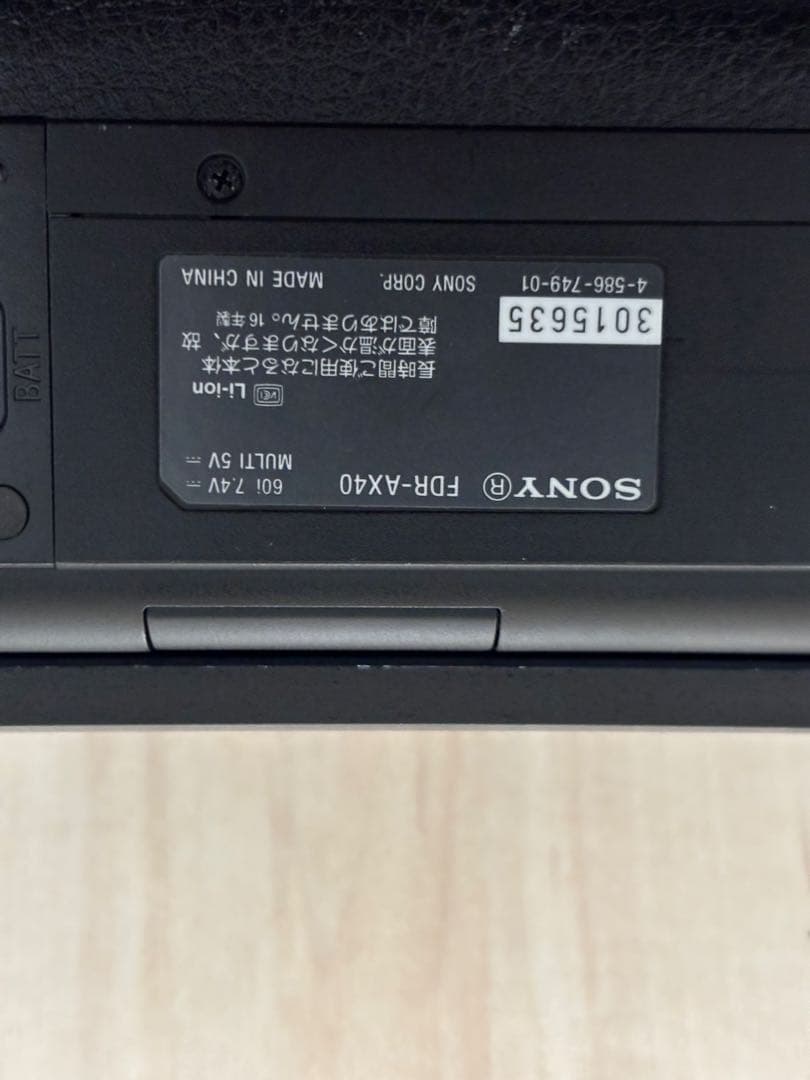 SONY® FDR-AX40
60i 7.4V ⎓
MULTI 5V ⎓
VCI Li-ion
長時間ご使用になると本体
表面が温かくなりますが、故
障ではありません。16年製
3015635
4-586-749-01 SONY CORP. MADE IN CHINA
BATT